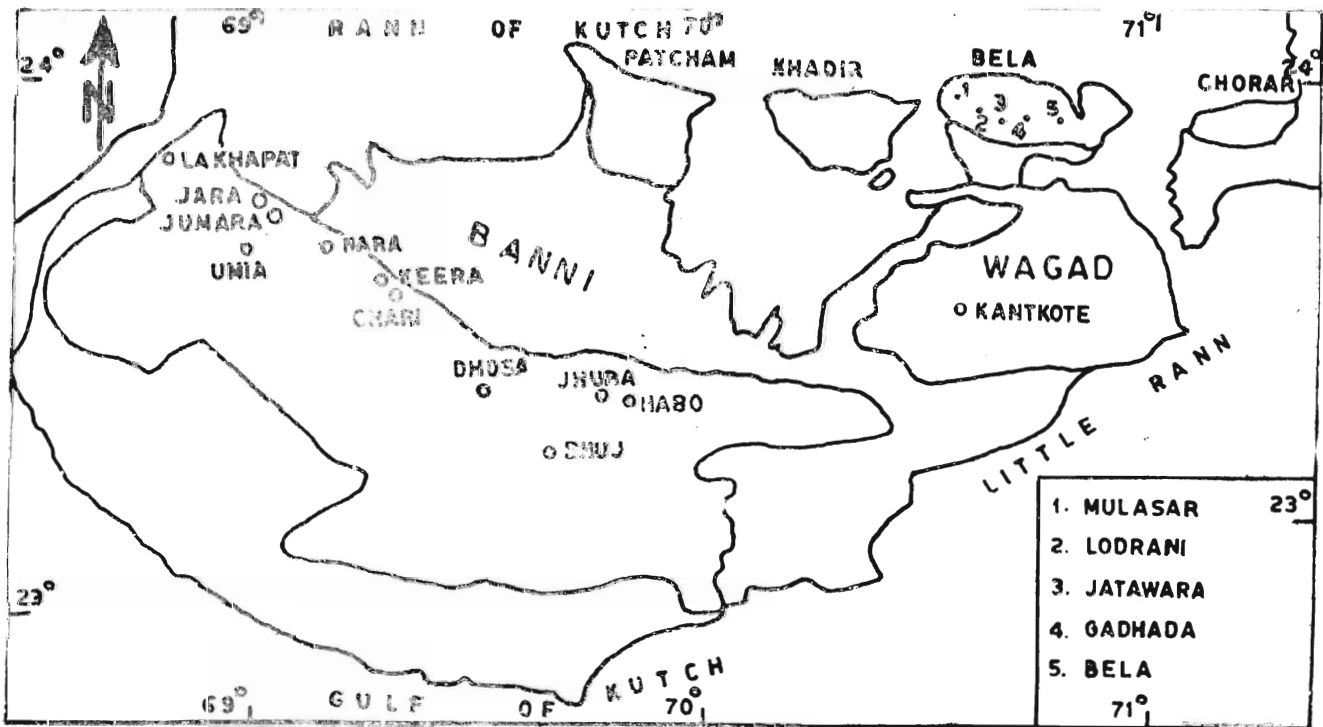 69° RANN OF KUTCH 70° 71°
24° PATCHAM KHADIR BELA 24°
N CHORAR
1 3 5
2 4
LAKHAPAT
JARA
JUMARA
UMIA
NARA
KEERA
CHARI
BANNI
WAGAD
KANTKOTE
DHOSA
JHURA
HABO
BHUJ
LITTLE RANN
1. MULASAR 23°
2. LODRANI
3. JATAWARA
4. GADHADA
5. BELA
23°
69° GULF OF KUTCH 70° 71°